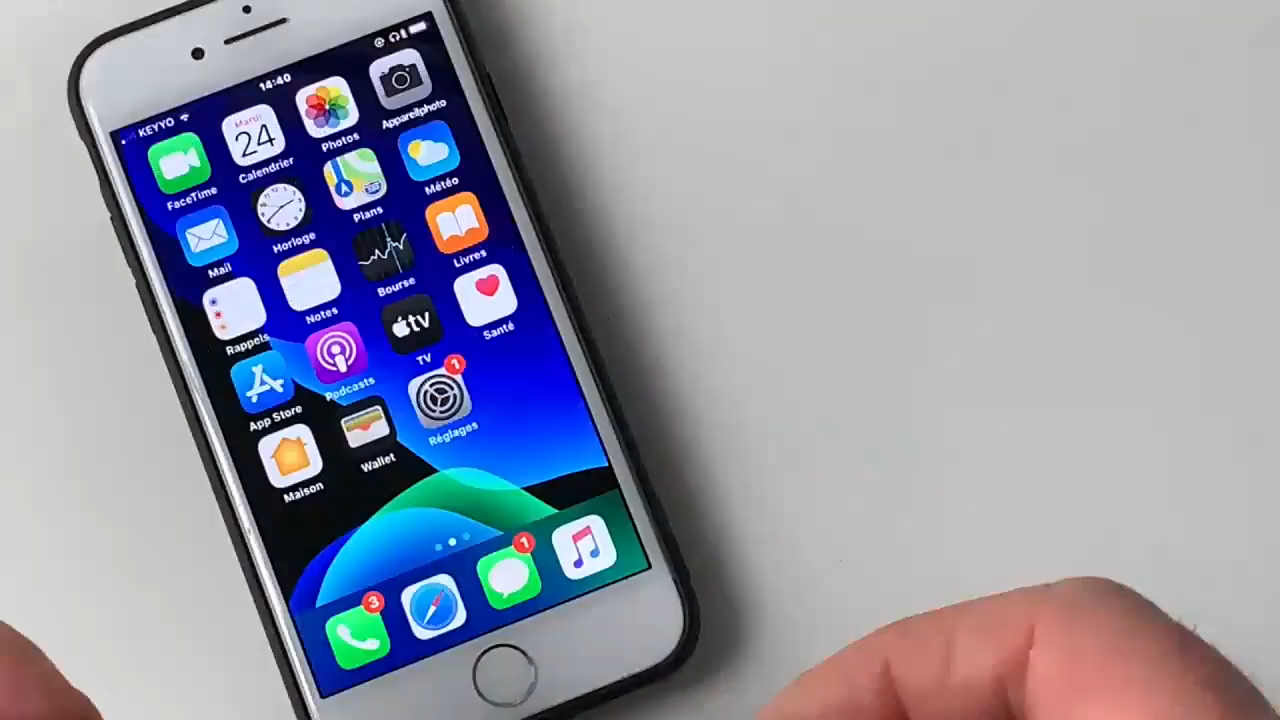 KEYYO
14:40
FaceTime
Mardi
24
Calendrier
Photos
Appareil photo
Mail
Horloge
Plans
Météo
Rappels
Notes
Bourse
Livres
App Store
Podcasts
tv
TV
Santé
Maison
Wallet
1
Réglages
3
1